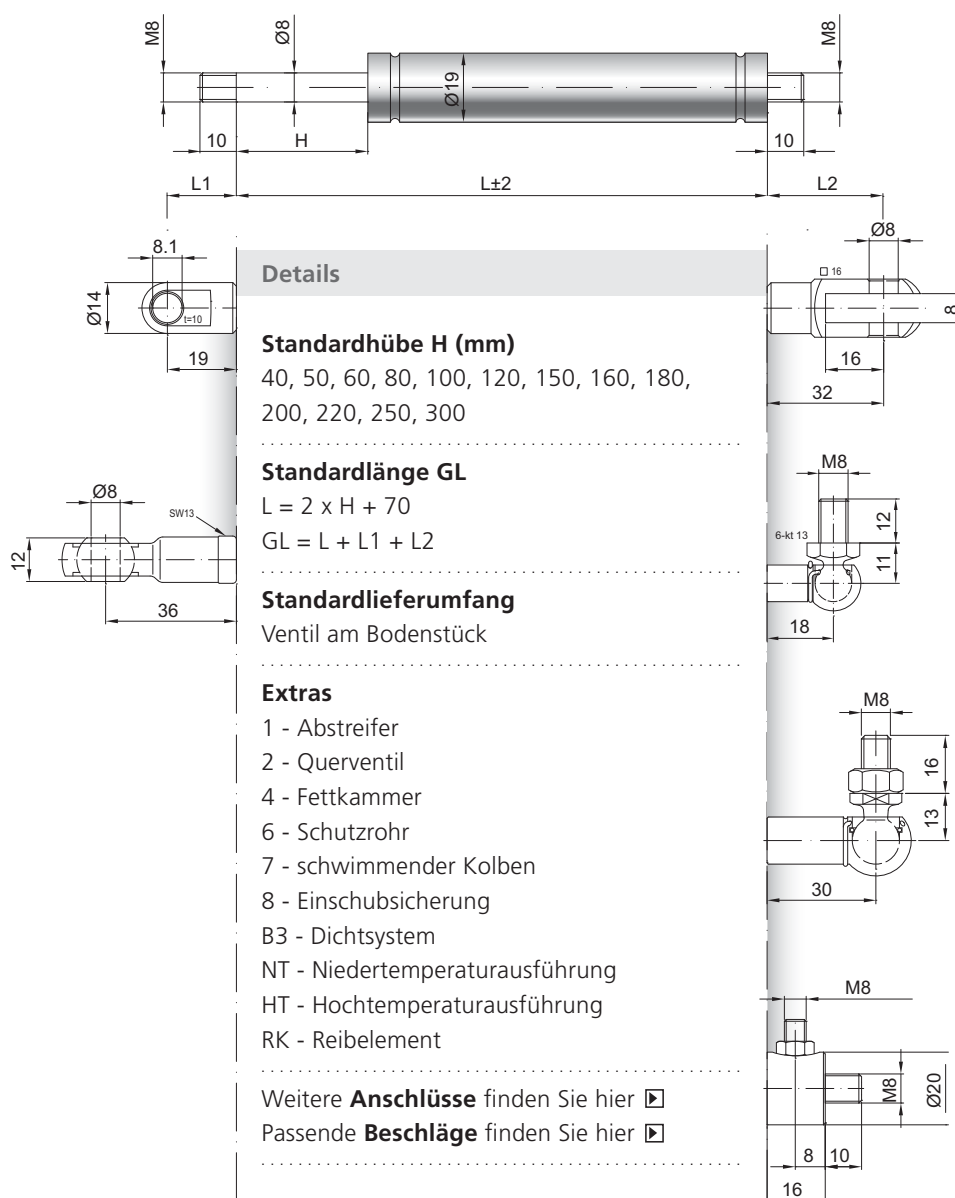 M8
Ø8
Ø19
M8
10
H
10
L1
L±2
L2
8.1
Ø14
t=10
19
Ø8
□ 16
8
16
32
Details
Standardhübe H (mm)
40, 50, 60, 80, 100, 120, 150, 160, 180,
200, 220, 250, 300
Standardlänge GL
L = 2 x H + 70
GL = L + L1 + L2
Standardlieferumfang
Ventil am Bodenstück
Extras
1 - Abstreifer
2 - Querventil
4 - Fettkammer
6 - Schutzrohr
7 - schwimmender Kolben
8 - Einschubsicherung
B3 - Dichtsystem
NT - Niedertemperaturausführung
HT - Hochtemperaturausführung
RK - Reibelement
Weitere Anschlüsse finden Sie hier
Passende Beschläge finden Sie hier
Ø8
SW13
12
36
M8
6-kt 13
12
11
18
M8
16
13
30
M8
M8
Ø20
8
10
16